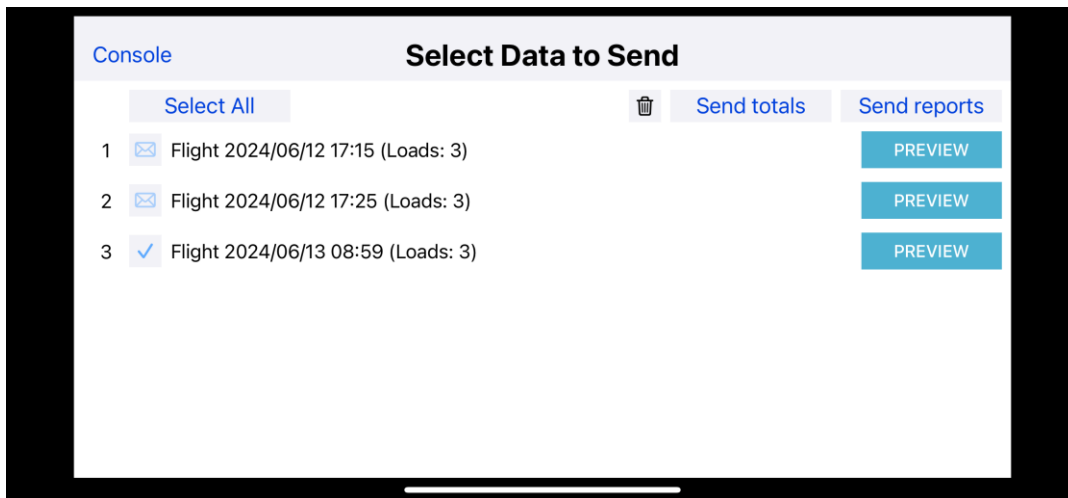 Console Select Data to Send
Select All Send totals Send reports
1 Flight 2024/06/12 17:15 (Loads: 3) PREVIEW
2 Flight 2024/06/12 17:25 (Loads: 3) PREVIEW
3 Flight 2024/06/13 08:59 (Loads: 3) PREVIEW